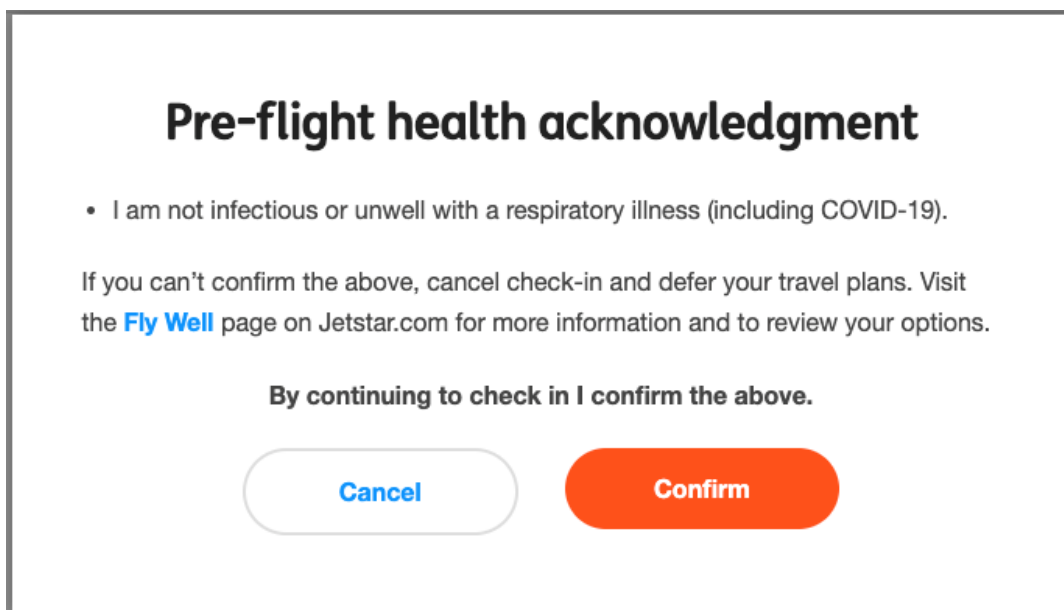 Pre-flight health acknowledgment
• I am not infectious or unwell with a respiratory illness (including COVID-19).
If you can’t confirm the above, cancel check-in and defer your travel plans. Visit
the Fly Well page on Jetstar.com for more information and to review your options.
By continuing to check in I confirm the above.
Cancel
Confirm